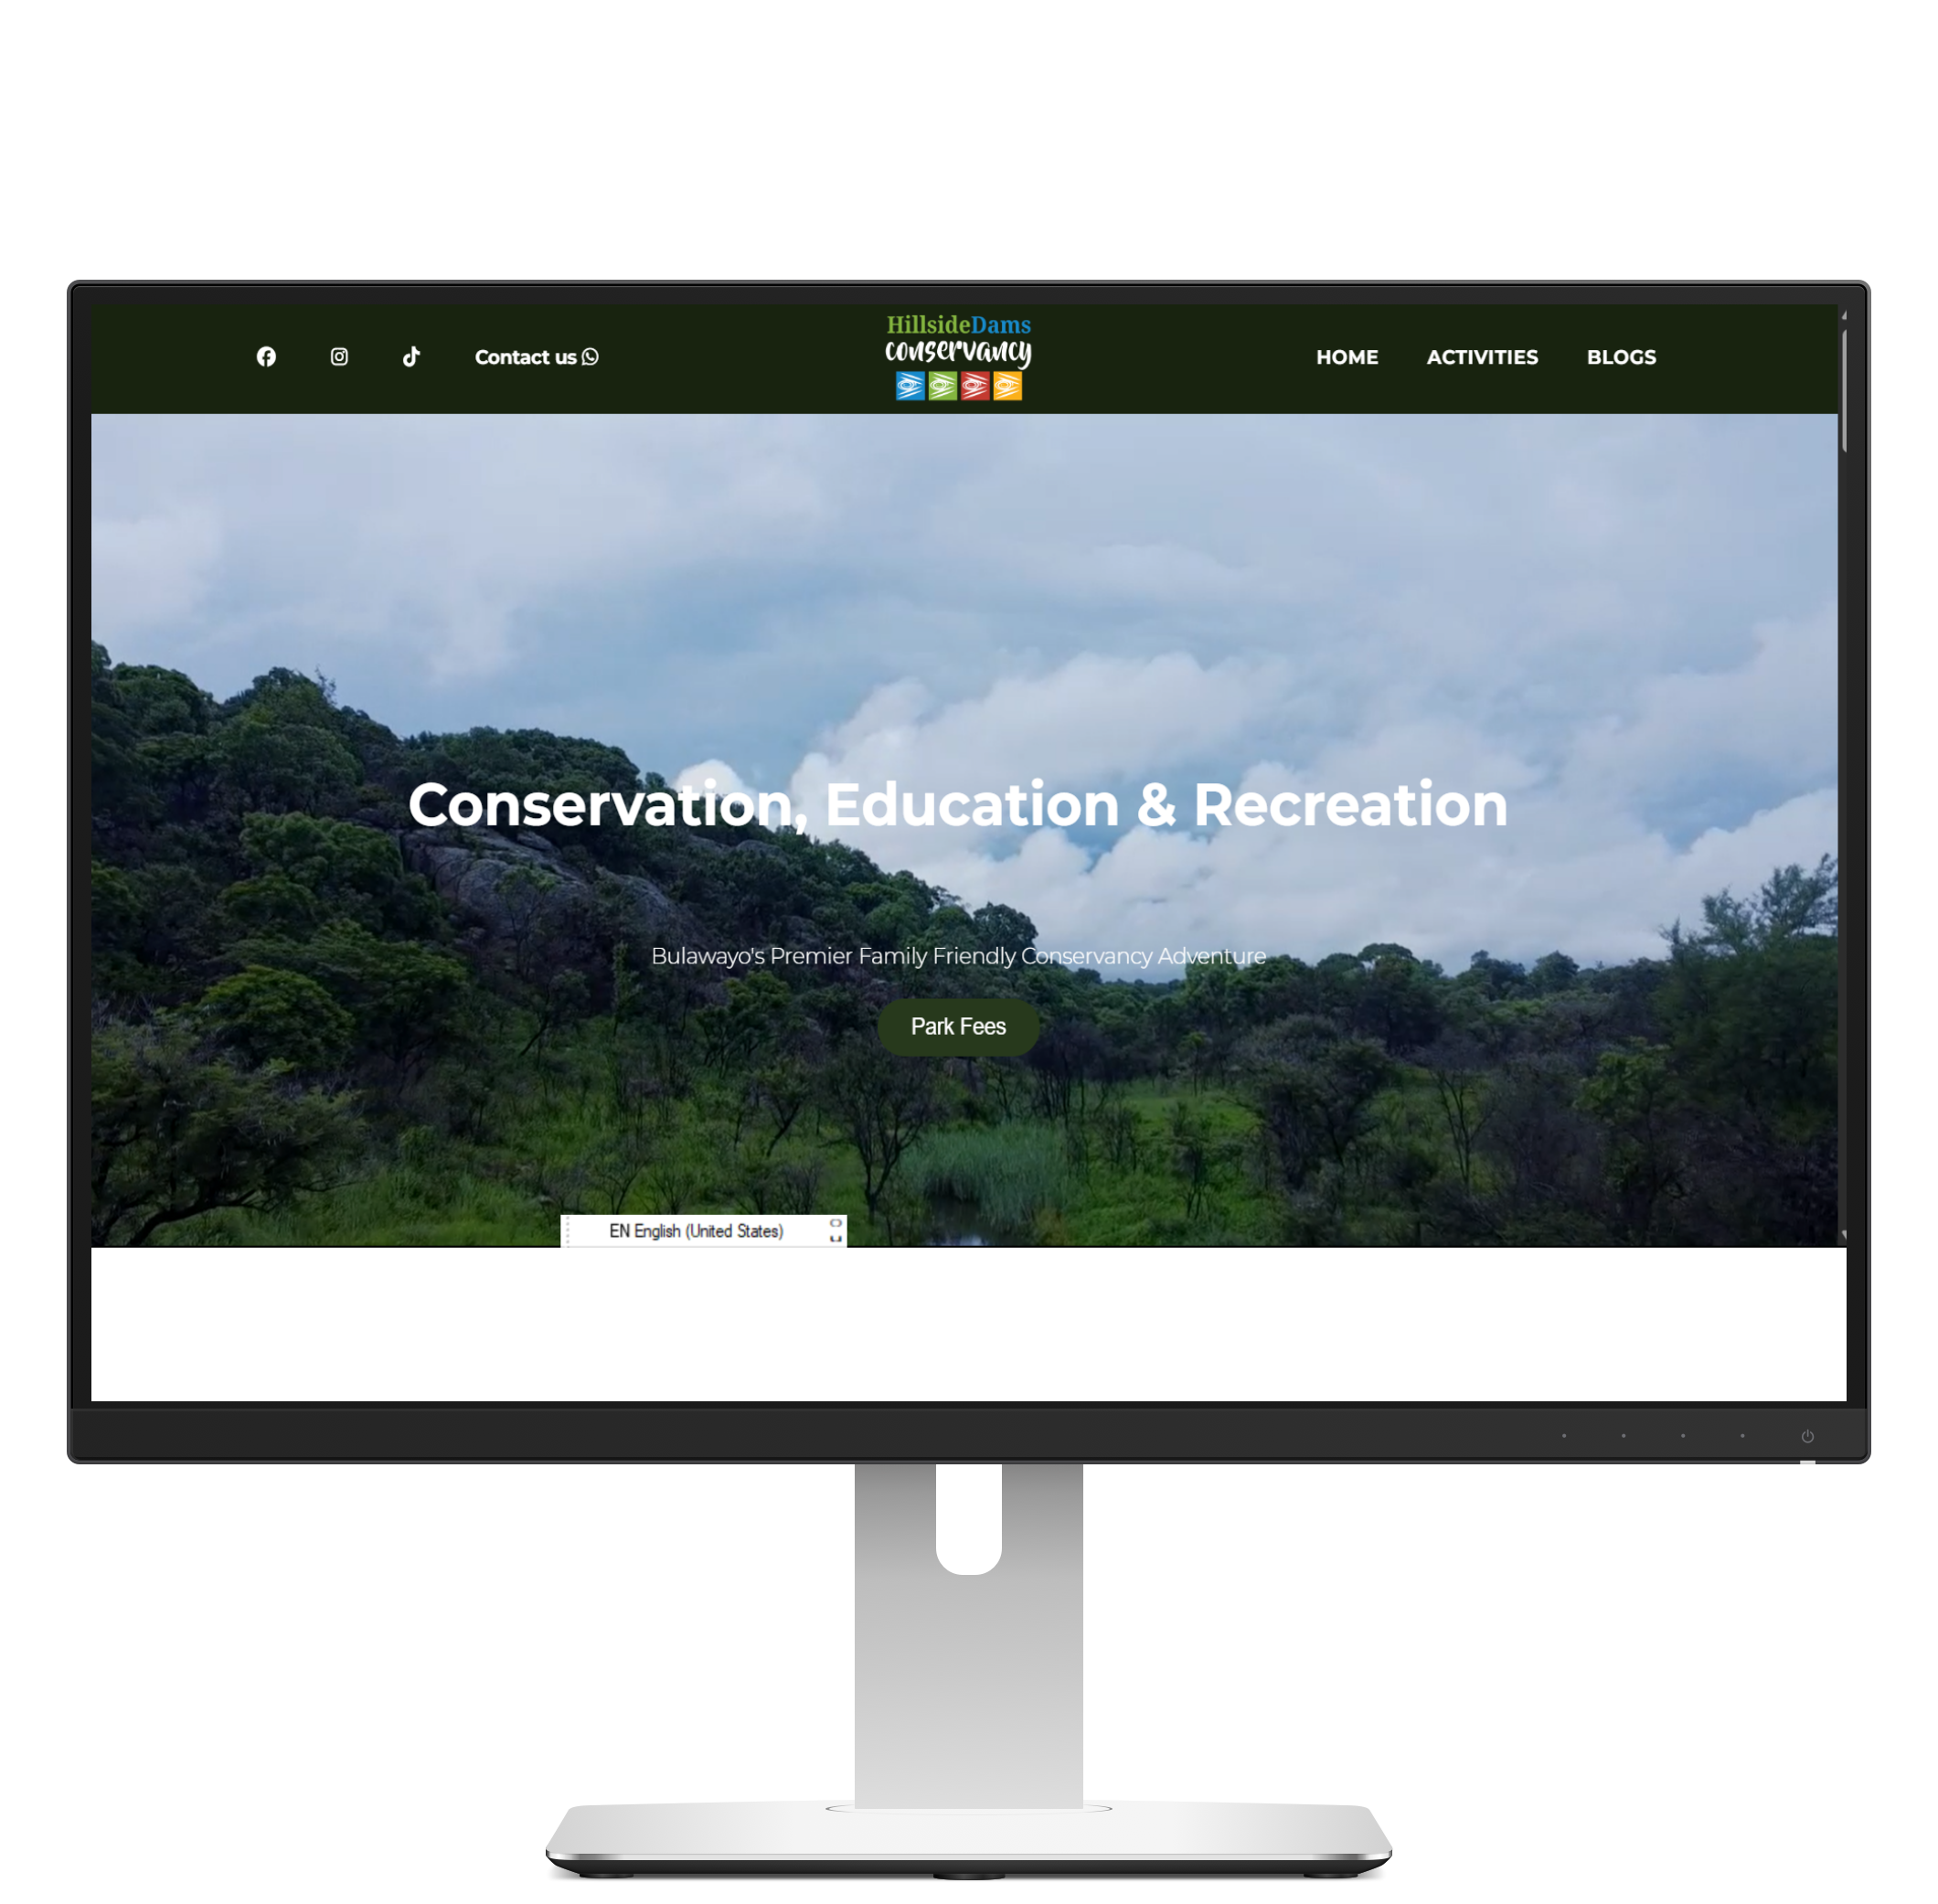 Contact us
HillsideDams
conservancy
HOME ACTIVITIES BLOGS
Conservation, Education & Recreation
Bulawayo's Premier Family Friendly Conservancy Adventure
Park Fees
EN English (United States)